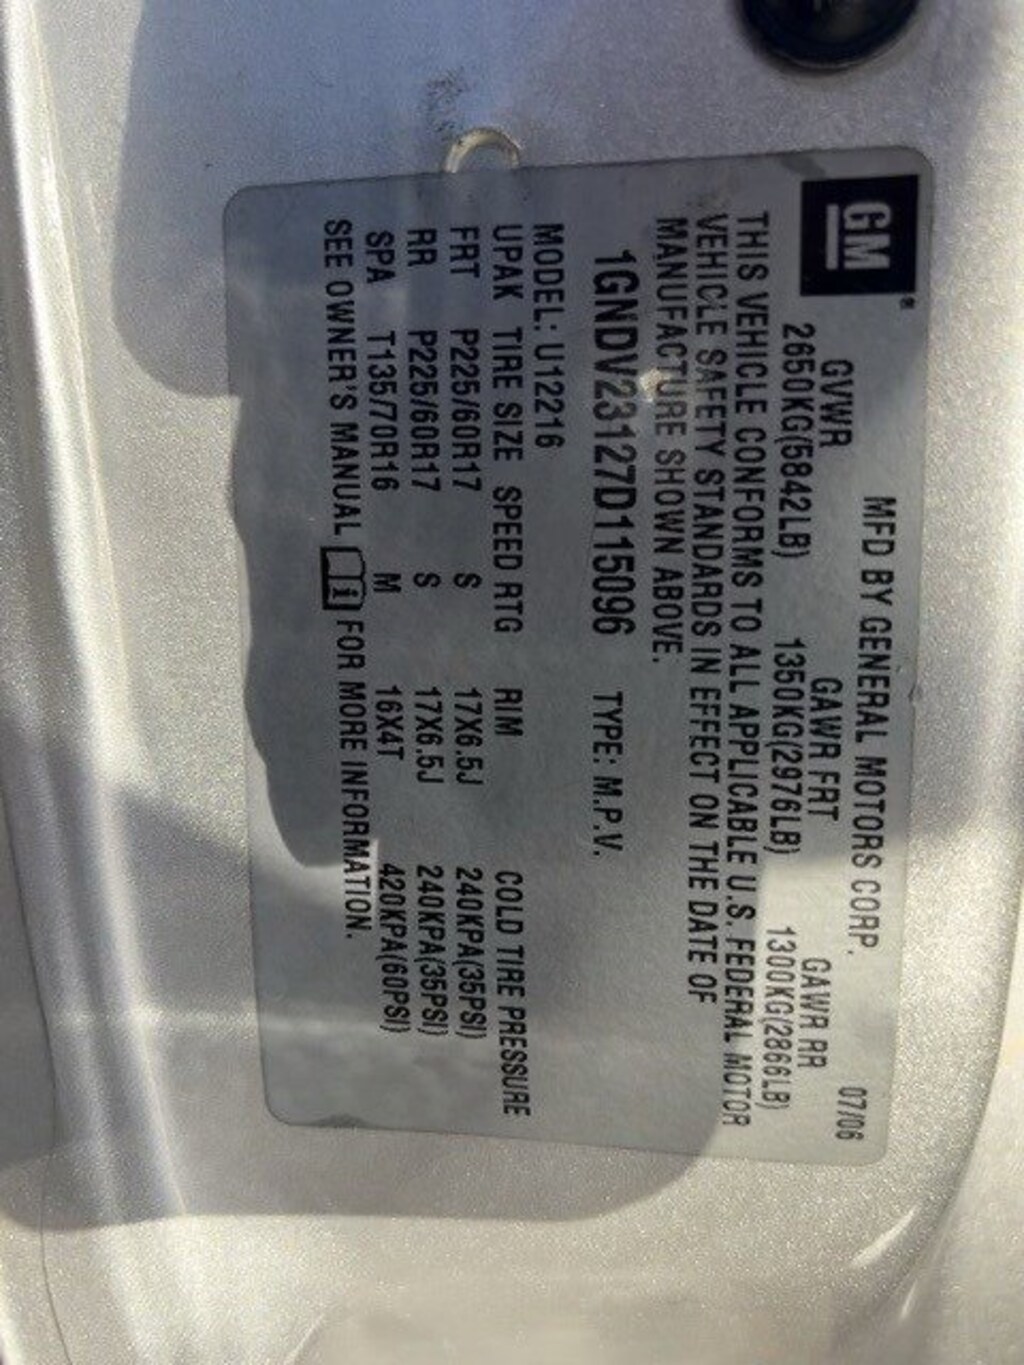 GM®
MFD BY GENERAL MOTORS CORP. 07/06
GVWR GAWR FRT GAWR RR
2650KG(5842LB) 1350KG(2976LB) 1300KG(2866LB)
THIS VEHICLE CONFORMS TO ALL APPLICABLE U.S. FEDERAL MOTOR
VEHICLE SAFETY STANDARDS IN EFFECT ON THE DATE OF
MANUFACTURE SHOWN ABOVE.
1GNDV23127D115096 TYPE: M.P.V.
MODEL: U12216
UPAK TIRE SIZE SPEED RTG RIM COLD TIRE PRESSURE
FRT P225/60R17 S 17X6.5J 240KPA(35PSI)
RR P225/60R17 S 17X6.5J 240KPA(35PSI)
SPA T135/70R16 M 16X4T 420KPA(60PSI)
SEE OWNER'S MANUAL i FOR MORE INFORMATION.